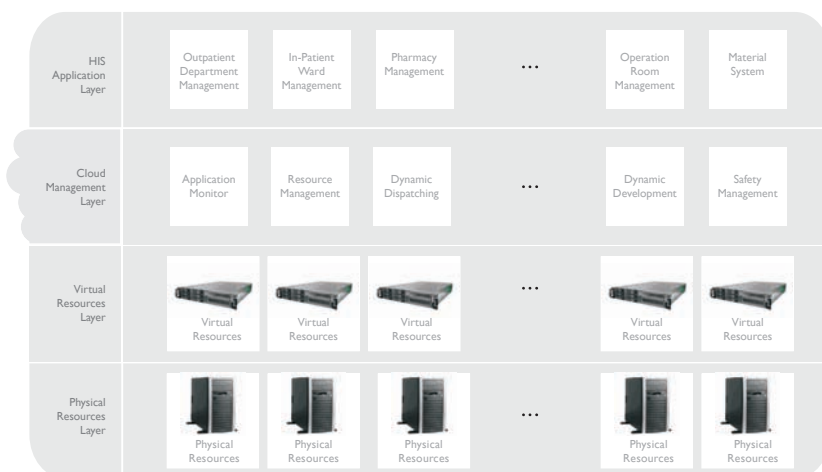 HIS
Application
Layer
Outpatient
Department
Management
In-Patient
Ward
Management
Pharmacy
Management
...
Operation
Room
Management
Material
System
Cloud
Management
Layer
Application
Monitor
Resource
Management
Dynamic
Dispatching
...
Dynamic
Development
Safety
Management
Virtual
Resources
Layer
Virtual
Resources
Virtual
Resources
Virtual
Resources
...
Virtual
Resources
Virtual
Resources
Physical
Resources
Layer
Physical
Resources
Physical
Resources
Physical
Resources
...
Physical
Resources
Physical
Resources